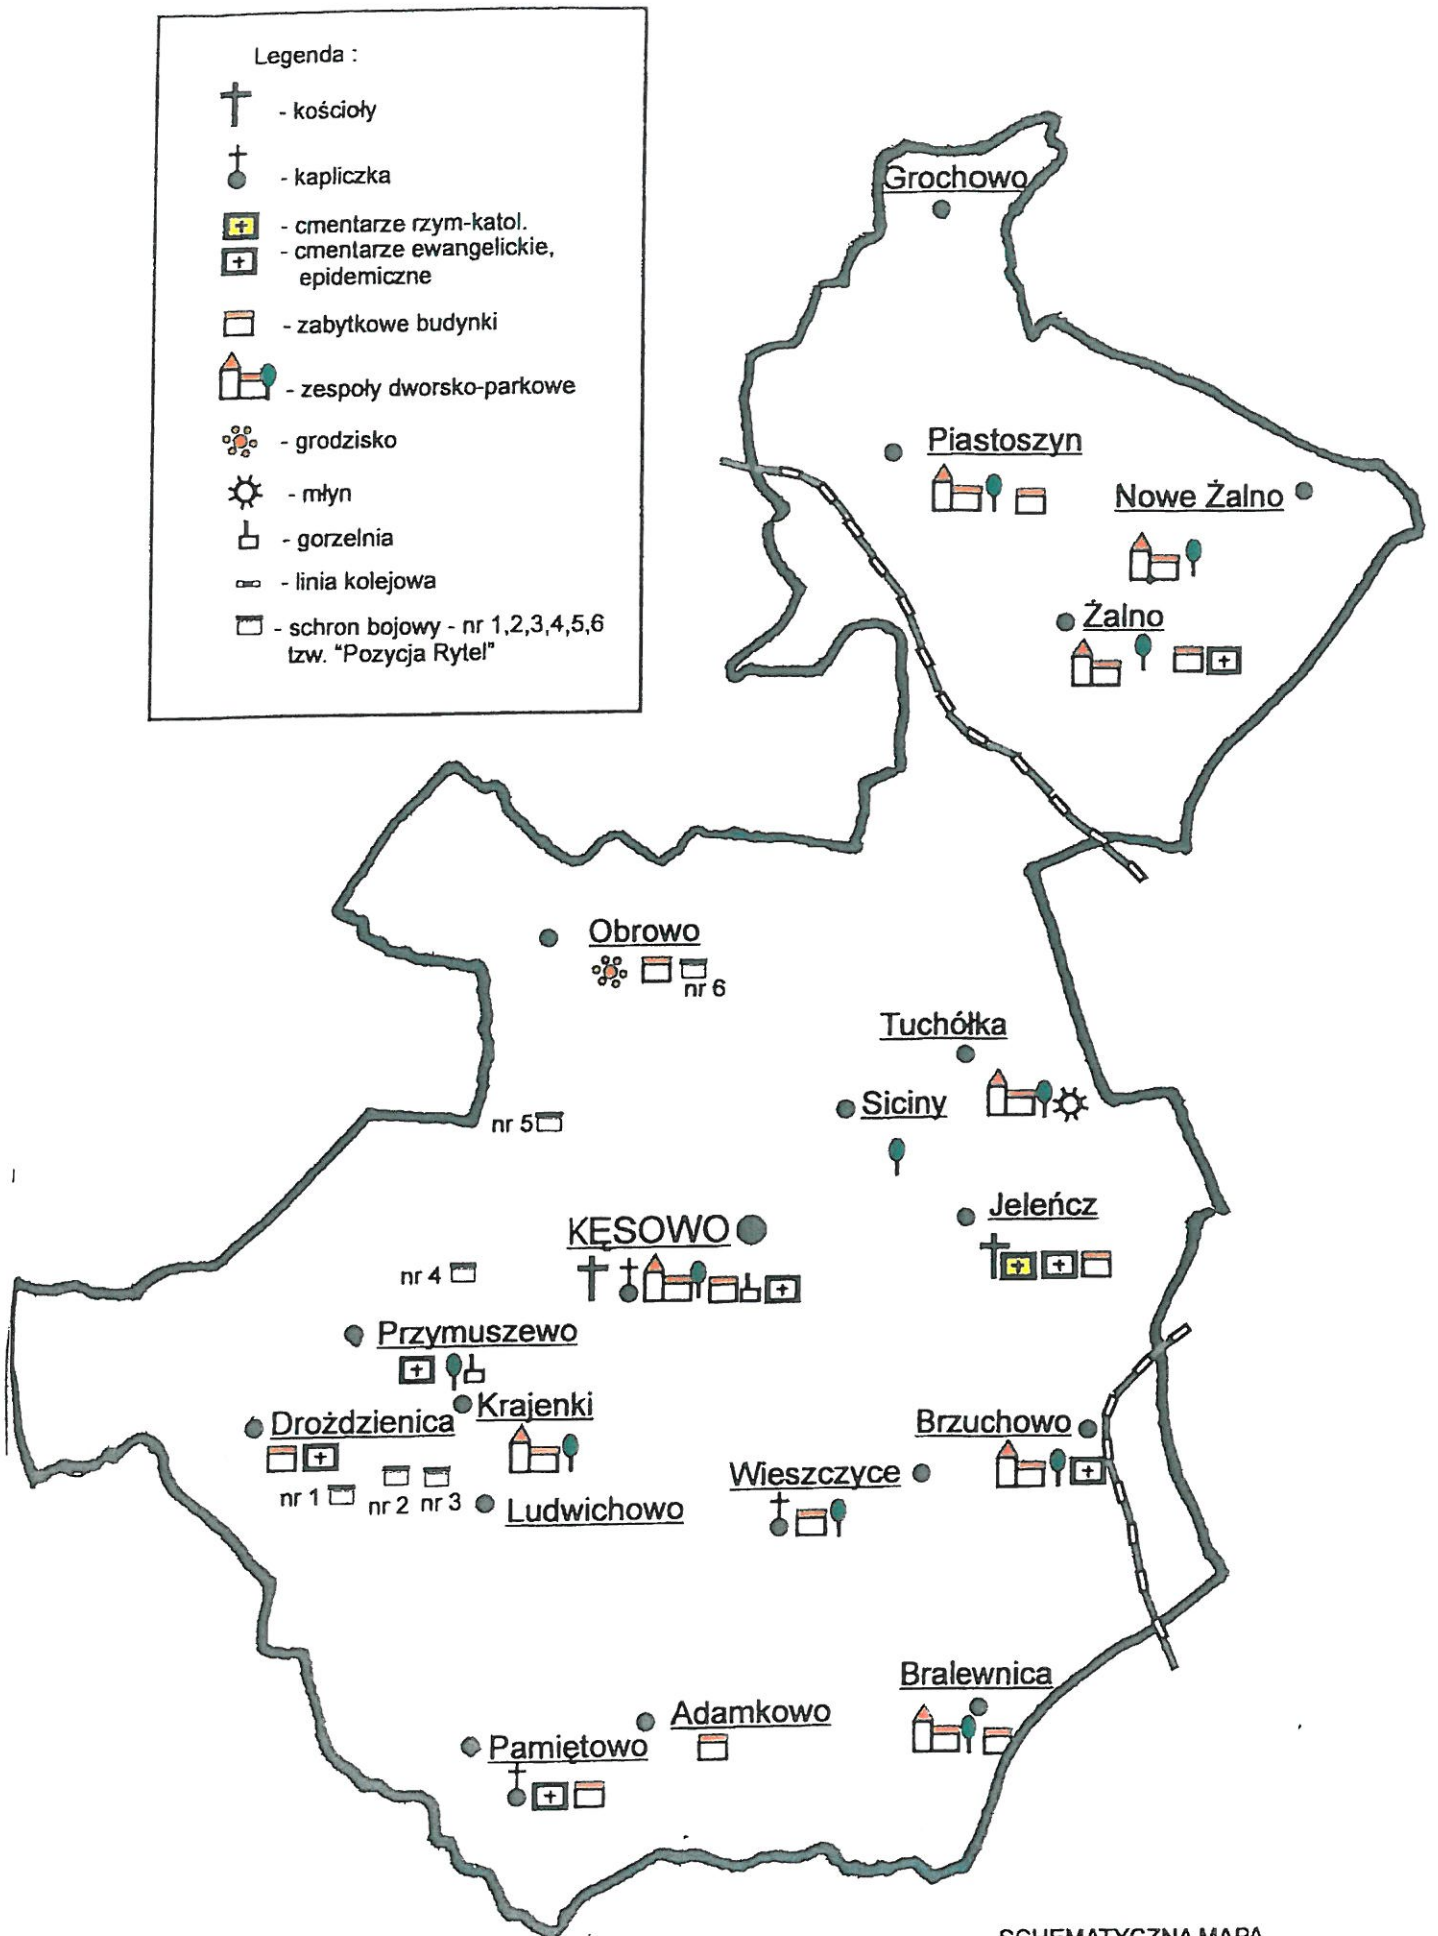 Legenda :
- kościoły
- kapliczka
- cmentarze rzym-katol.
- cmentarze ewangelickie,
epidemiczne
- zabytkowe budynki
- zespoły dworsko-parkowe
- grodzisko
- młyn
- gorzelnia
- linia kolejowa
- schron bojowy - nr 1,2,3,4,5,6
tzw. "Pozycja Rytel"
Grochowo
Piastoszyn
Nowe Żalno
Żalno
Obrowo
nr 6
Tuchółka
Siciny
nr 5
Jeleńcz
KĘSOWO
nr 4
Przymuszewo
Krajenki
Drożdzienica
Brzuchowo
Wieszczyce
nr 1
nr 2
nr 3
Ludwichowo
Bralewnica
Adamkowo
Pamiętowo
SCHEMATYCZNA MAPA